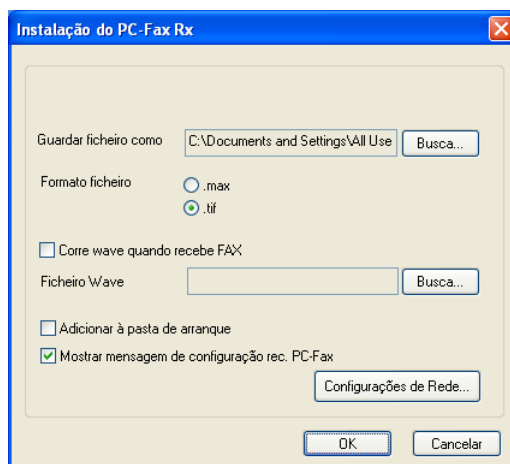 Instalação do PC-Fax Rx
Guardar ficheiro como C:\Documents and Settings\All Use Busca...
Formato ficheiro .max
.tif
Corre wave quando recebe FAX
Ficheiro Wave Busca...
Adicionar à pasta de arranque
Mostrar mensagem de configuração rec. PC-Fax
Configurações de Rede...
OK Cancelar